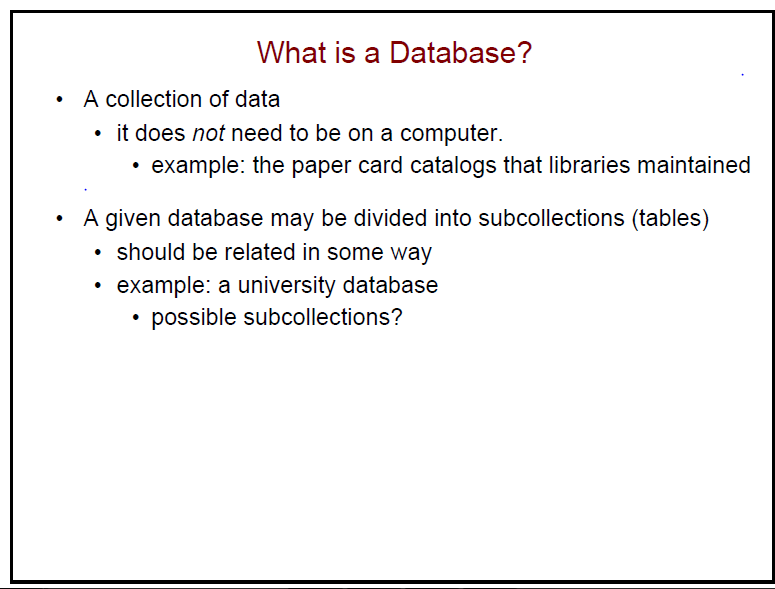 What is a Database?
• A collection of data
• it does not need to be on a computer.
• example: the paper card catalogs that libraries maintained
• A given database may be divided into subcollections (tables)
• should be related in some way
• example: a university database
• possible subcollections?